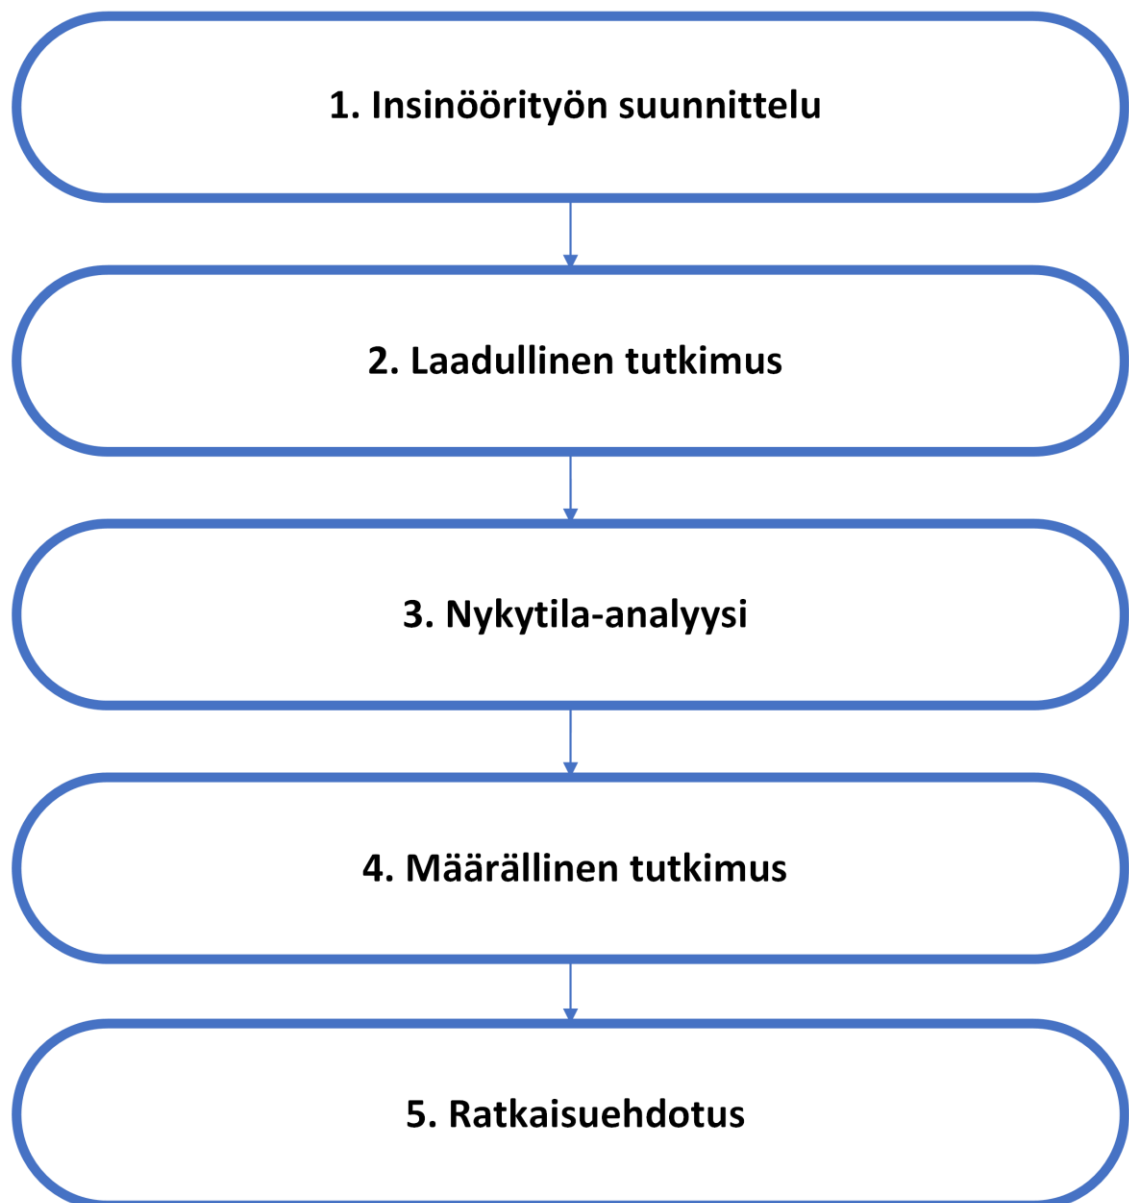 1. Insinöörityön suunnittelu
2. Laadullinen tutkimus
3. Nykytila-analyysi
4. Määrällinen tutkimus
5. Ratkaisuehdotus